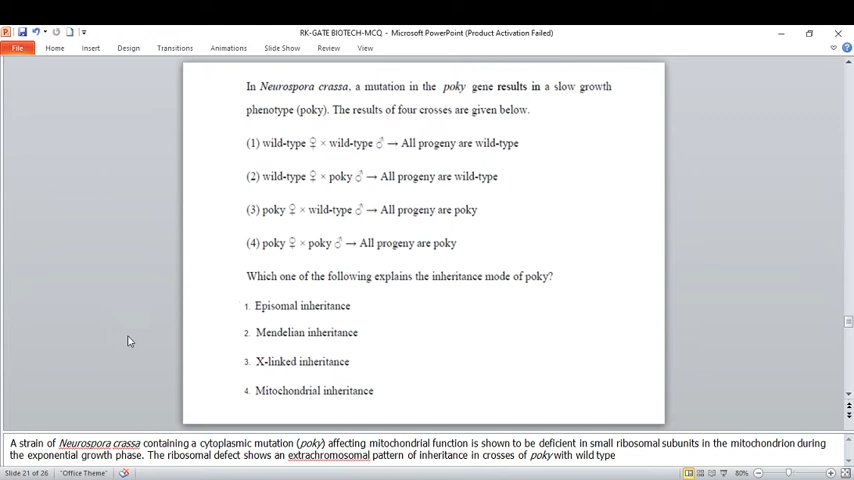 RK-GATE BIOTECH-MCQ - Microsoft PowerPoint (Product Activation Failed)
File Home Insert Design Transitions Animations Slide Show Review View
In Neurospora crassa, a mutation in the poky gene results in a slow growth
phenotype (poky). The results of four crosses are given below.
(1) wild-type ♀ × wild-type ♂ → All progeny are wild-type
(2) wild-type ♀ × poky ♂ → All progeny are wild-type
(3) poky ♀ × wild-type ♂ → All progeny are poky
(4) poky ♀ × poky ♂ → All progeny are poky
Which one of the following explains the inheritance mode of poky?
1. Episomal inheritance
2. Mendelian inheritance
3. X-linked inheritance
4. Mitochondrial inheritance
A strain of Neurospora crassa containing a cytoplasmic mutation (poky) affecting mitochondrial function is shown to be deficient in small ribosomal subunits in the mitochondrion during
the exponential growth phase. The ribosomal defect shows an extrachromosomal pattern of inheritance in crosses of poky with wild type
Slide 21 of 26 "Office Theme" 80%